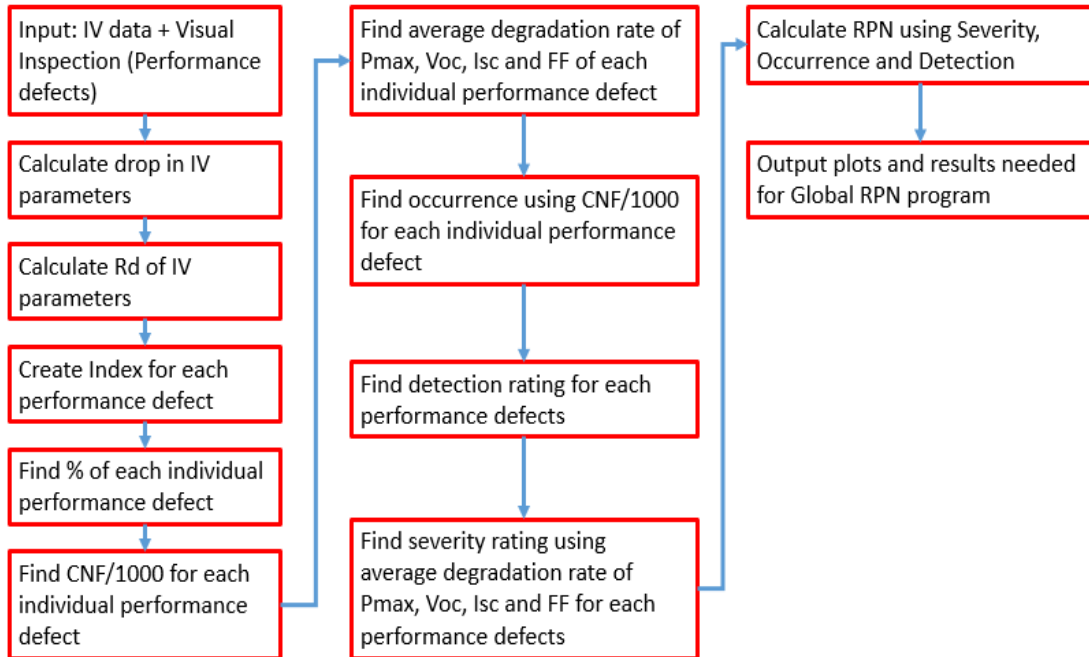 Input: IV data + Visual
Inspection (Performance
defects)
Calculate drop in IV
parameters
Calculate Rd of IV
parameters
Create Index for each
performance defect
Find % of each individual
performance defect
Find CNF/1000 for each
individual performance
defect
Find average degradation rate of
Pmax, Voc, Isc and FF of each
individual performance defect
Find occurrence using CNF/1000
for each individual performance
defect
Find detection rating for each
performance defects
Find severity rating using
average degradation rate of
Pmax, Voc, Isc and FF for each
performance defects
Calculate RPN using Severity,
Occurrence and Detection
Output plots and results needed
for Global RPN program